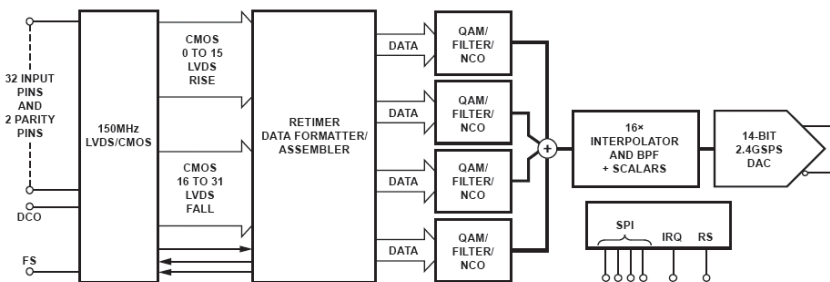 32 INPUT
PINS
AND
2 PARITY
PINS
DCO
FS
150MHz
LVDS/CMOS
CMOS
0 TO 15
LVDS
RISE
CMOS
16 TO 31
LVDS
FALL
RETIMER
DATA FORMATTER/
ASSEMBLER
DATA
DATA
DATA
DATA
QAM/
FILTER/
NCO
QAM/
FILTER/
NCO
QAM/
FILTER/
NCO
QAM/
FILTER/
NCO
+
16×
INTERPOLATOR
AND BPF
+ SCALARS
14-BIT
2.4GSPS
DAC
SPI
IRQ
RS